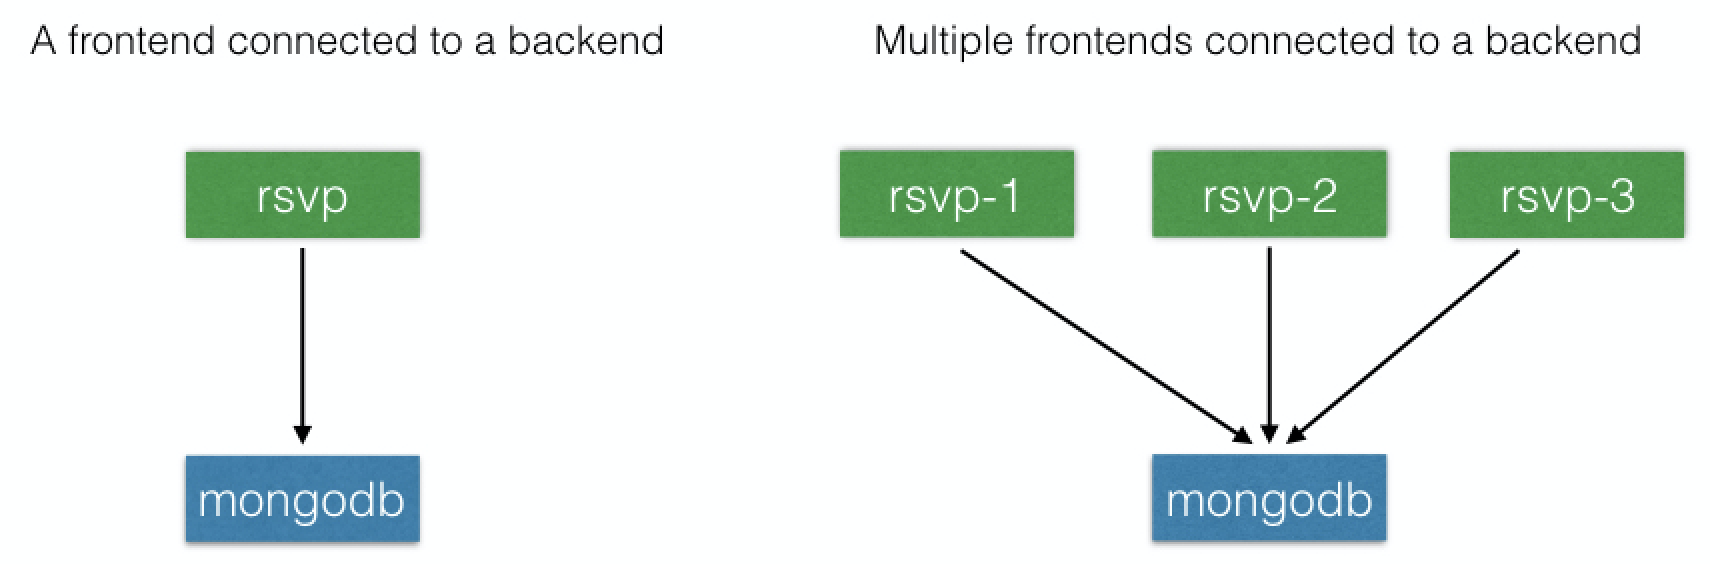 A frontend connected to a backend
Multiple frontends connected to a backend
rsvp
rsvp-1
rsvp-2
rsvp-3
mongodb
mongodb